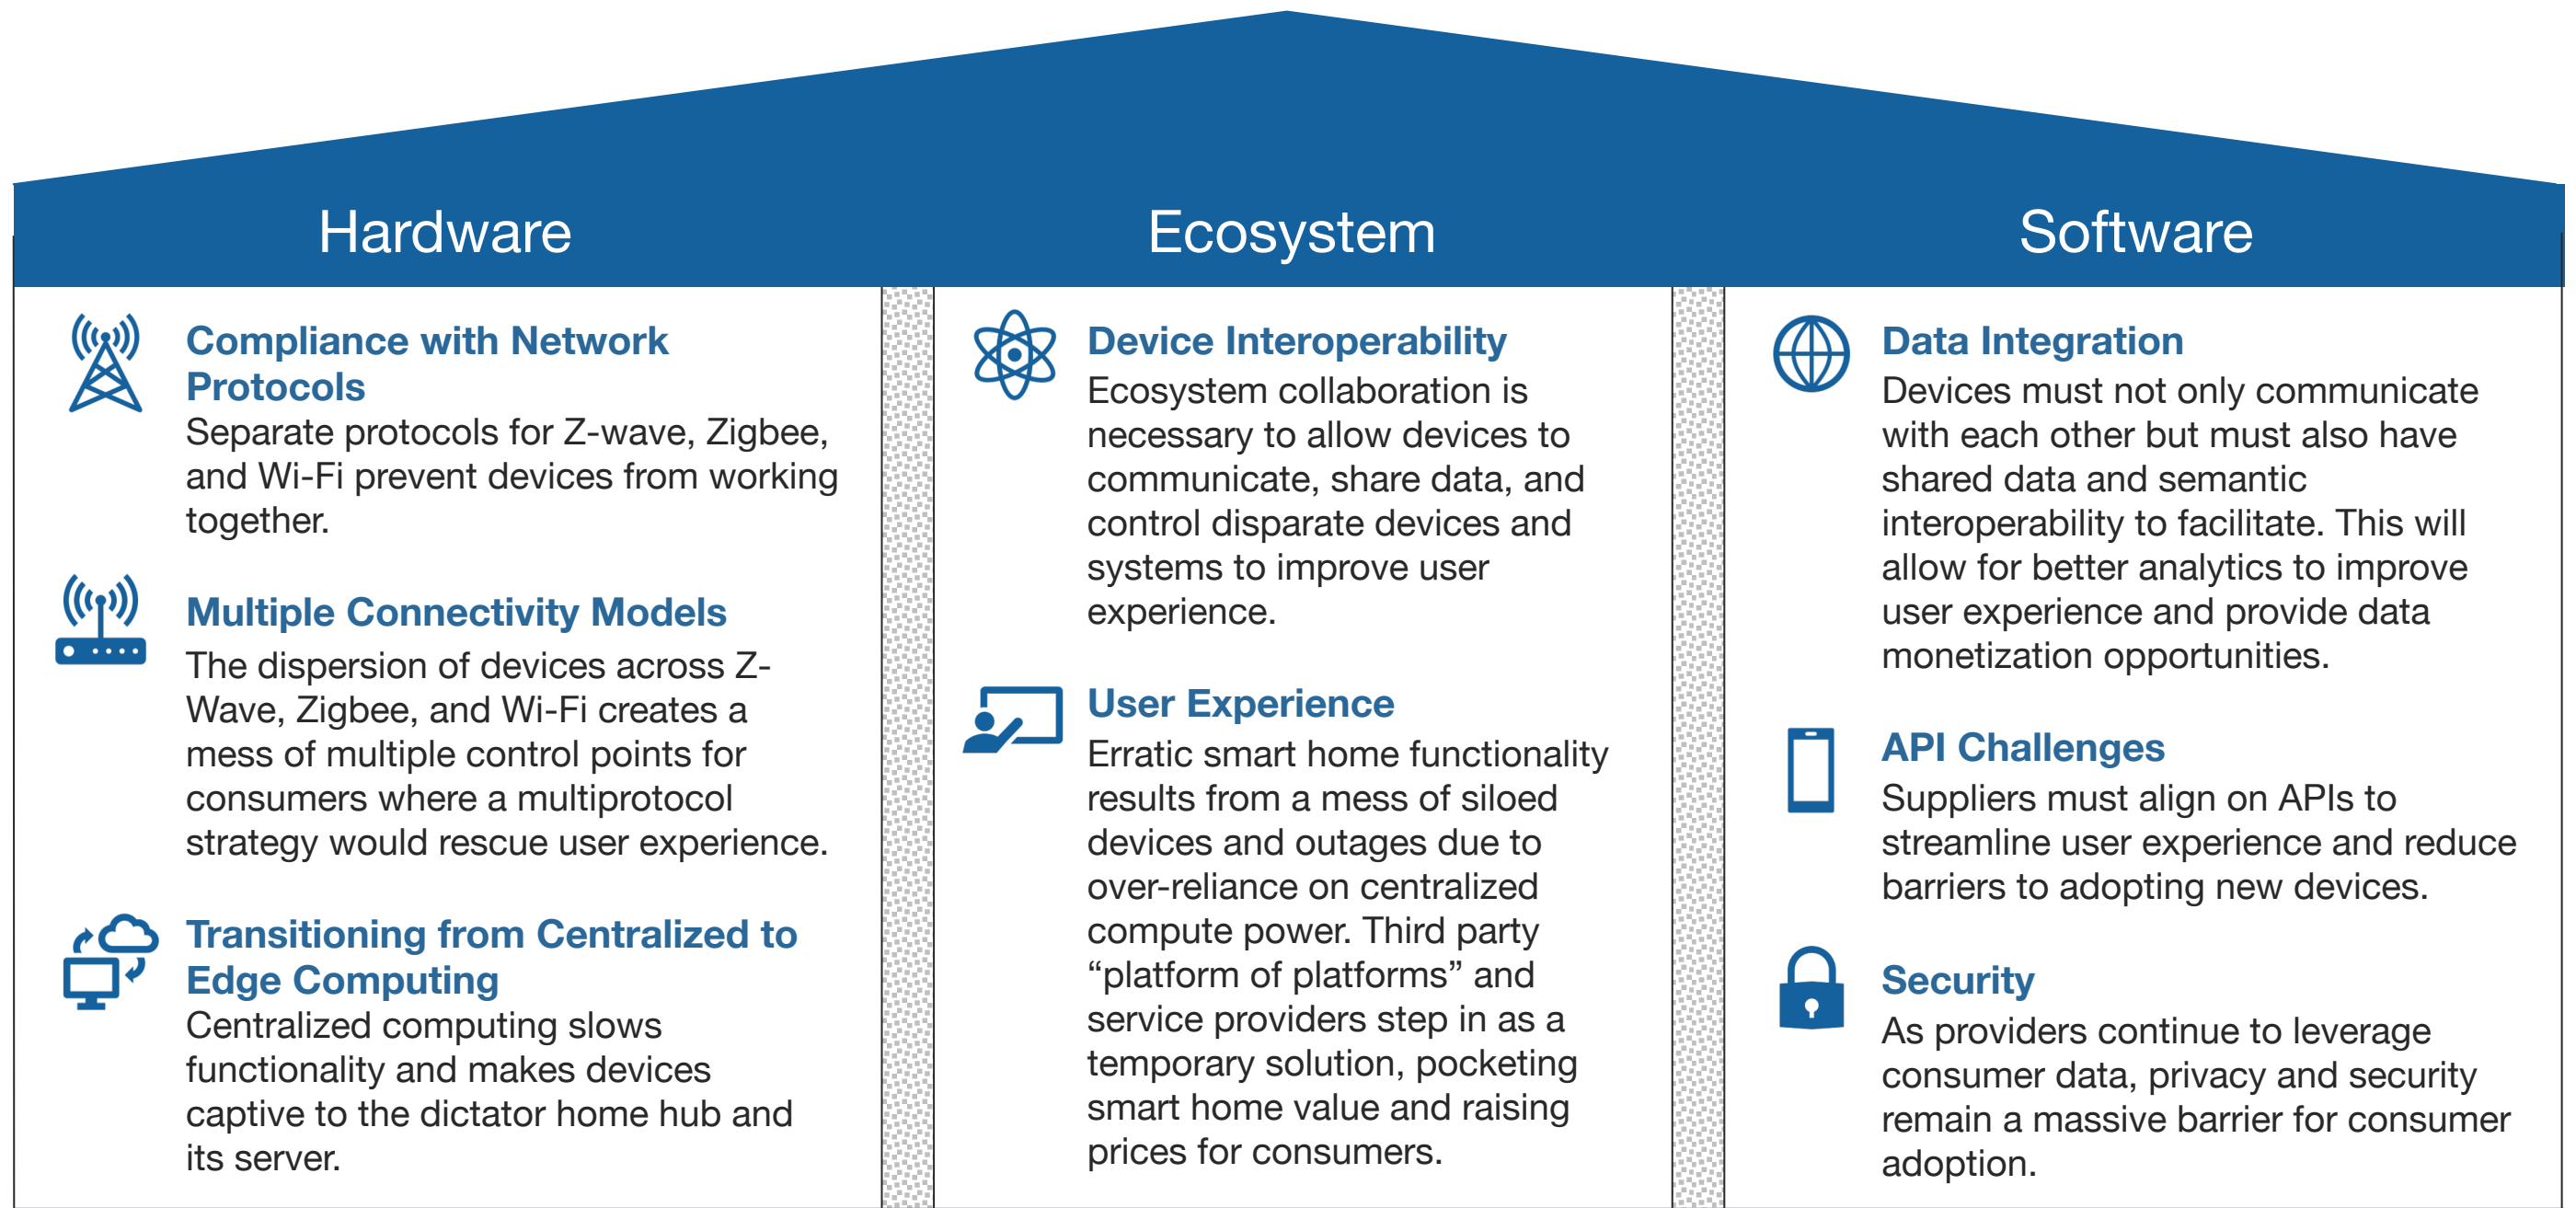 Hardware
Ecosystem
Software
Compliance with Network
Protocols
Separate protocols for Z-wave, Zigbee,
and Wi-Fi prevent devices from working
together.
Multiple Connectivity Models
The dispersion of devices across Z-
Wave, Zigbee, and Wi-Fi creates a
mess of multiple control points for
consumers where a multiprotocol
strategy would rescue user experience.
Transitioning from Centralized to
Edge Computing
Centralized computing slows
functionality and makes devices
captive to the dictator home hub and
its server.
Device Interoperability
Ecosystem collaboration is
necessary to allow devices to
communicate, share data, and
control disparate devices and
systems to improve user
experience.
User Experience
Erratic smart home functionality
results from a mess of siloed
devices and outages due to
over-reliance on centralized
compute power. Third party
“platform of platforms” and
service providers step in as a
temporary solution, pocketing
smart home value and raising
prices for consumers.
Data Integration
Devices must not only communicate
with each other but must also have
shared data and semantic
interoperability to facilitate. This will
allow for better analytics to improve
user experience and provide data
monetization opportunities.
API Challenges
Suppliers must align on APIs to
streamline user experience and reduce
barriers to adopting new devices.
Security
As providers continue to leverage
consumer data, privacy and security
remain a massive barrier for consumer
adoption.